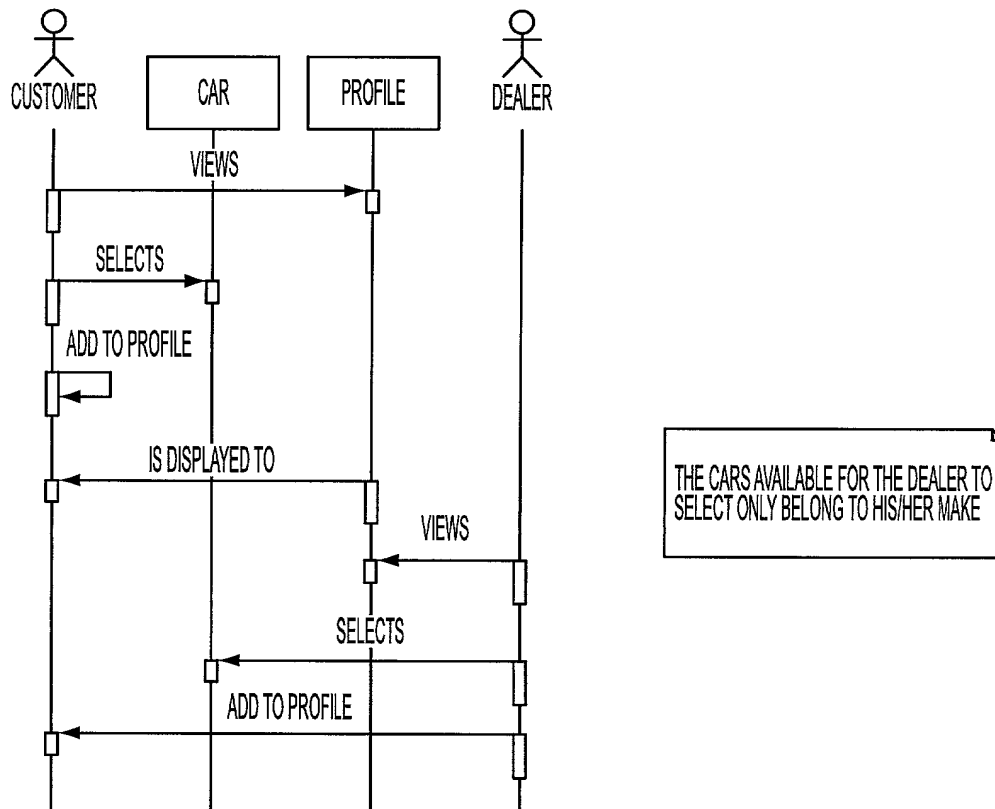 CUSTOMER
CAR
PROFILE
DEALER
VIEWS
SELECTS
ADD TO PROFILE
IS DISPLAYED TO
THE CARS AVAILABLE FOR THE DEALER TO
SELECT ONLY BELONG TO HIS/HER MAKE
VIEWS
SELECTS
ADD TO PROFILE